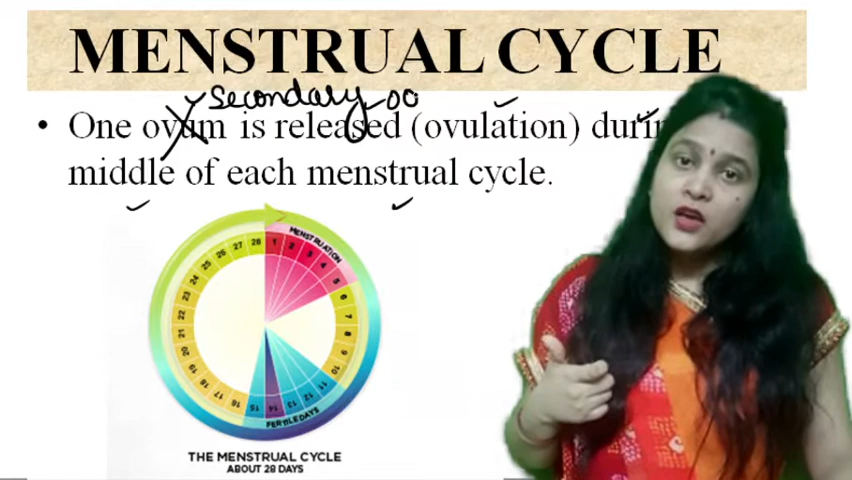 MENSTRUAL CYCLE
secondary oo
• One ovum is released (ovulation) durin
middle of each menstrual cycle.
MENSTRUATION
1 2 3 4 5 6 7 8 9 10 11 12 13 14 15 16 17 18 19 20 21 22 23 24 25 26 27 28
FERTILE DAYS
THE MENSTRUAL CYCLE
ABOUT 28 DAYS